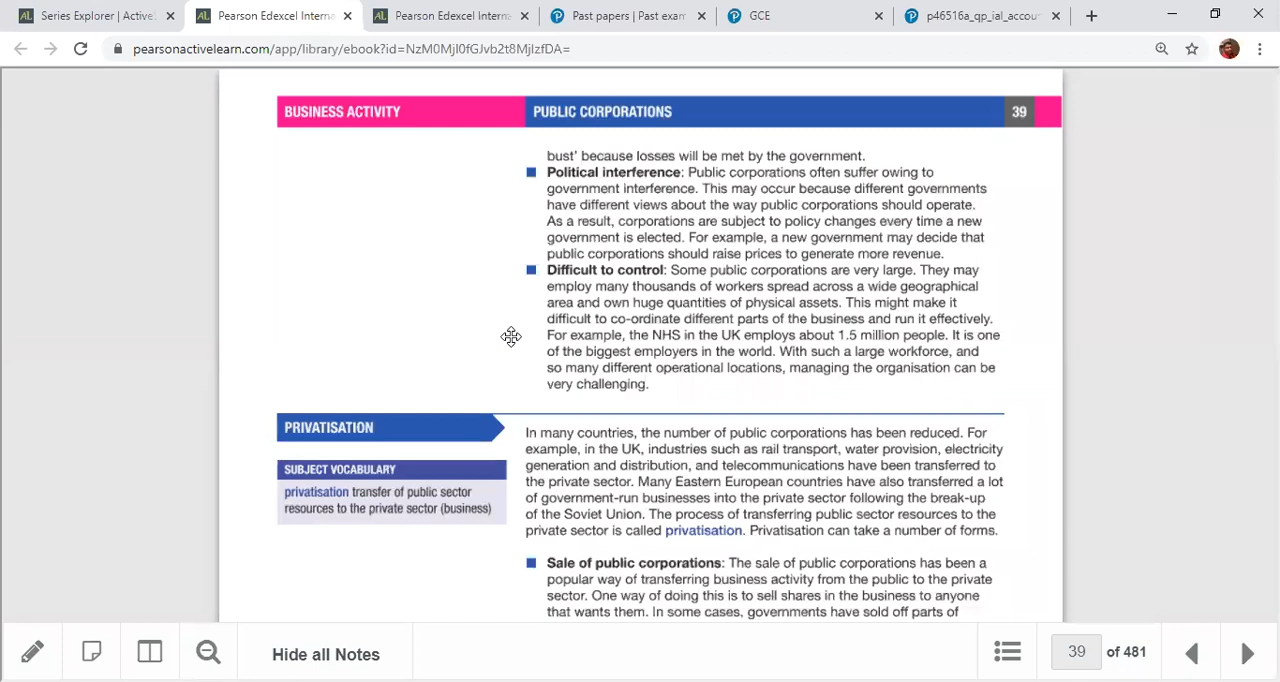 Series Explorer | Active
Pearson Edexcel Interna
Pearson Edexcel Interna
Past papers | Past exam
GCE
p46516a_qp_ial_accou
pearsonactivelearn.com/app/library/ebook?id=
BUSINESS ACTIVITY
PUBLIC CORPORATIONS
39
bust' because losses will be met by the government.
Political interference: Public corporations often suffer owing to
government interference. This may occur because different governments
have different views about the way public corporations should operate.
As a result, corporations are subject to policy changes every time a new
government is elected. For example, a new government may decide that
public corporations should raise prices to generate more revenue.
Difficult to control: Some public corporations are very large. They may
employ many thousands of workers spread across a wide geographical
area and own huge quantities of physical assets. This might make it
difficult to co-ordinate different parts of the business and run it effectively.
For example, the NHS in the UK employs about 1.5 million people. It is one
of the biggest employers in the world. With such a large workforce, and
so many different operational locations, managing the organisation can be
very challenging.
PRIVATISATION
SUBJECT VOCABULARY
privatisation transfer of public sector
resources to the private sector (business)
In many countries, the number of public corporations has been reduced. For
example, in the UK, industries such as rail transport, water provision, electricity
generation and distribution, and telecommunications have been transferred to
the private sector. Many Eastern European countries have also transferred a lot
of government-run businesses into the private sector following the break-up
of the Soviet Union. The process of transferring public sector resources to the
private sector is called privatisation. Privatisation can take a number of forms.
Sale of public corporations: The sale of public corporations has been a
popular way of transferring business activity from the public to the private
sector. One way of doing this is to sell shares in the business to anyone
that wants them. In some cases, governments have sold off parts of
Hide all Notes
39
of 481